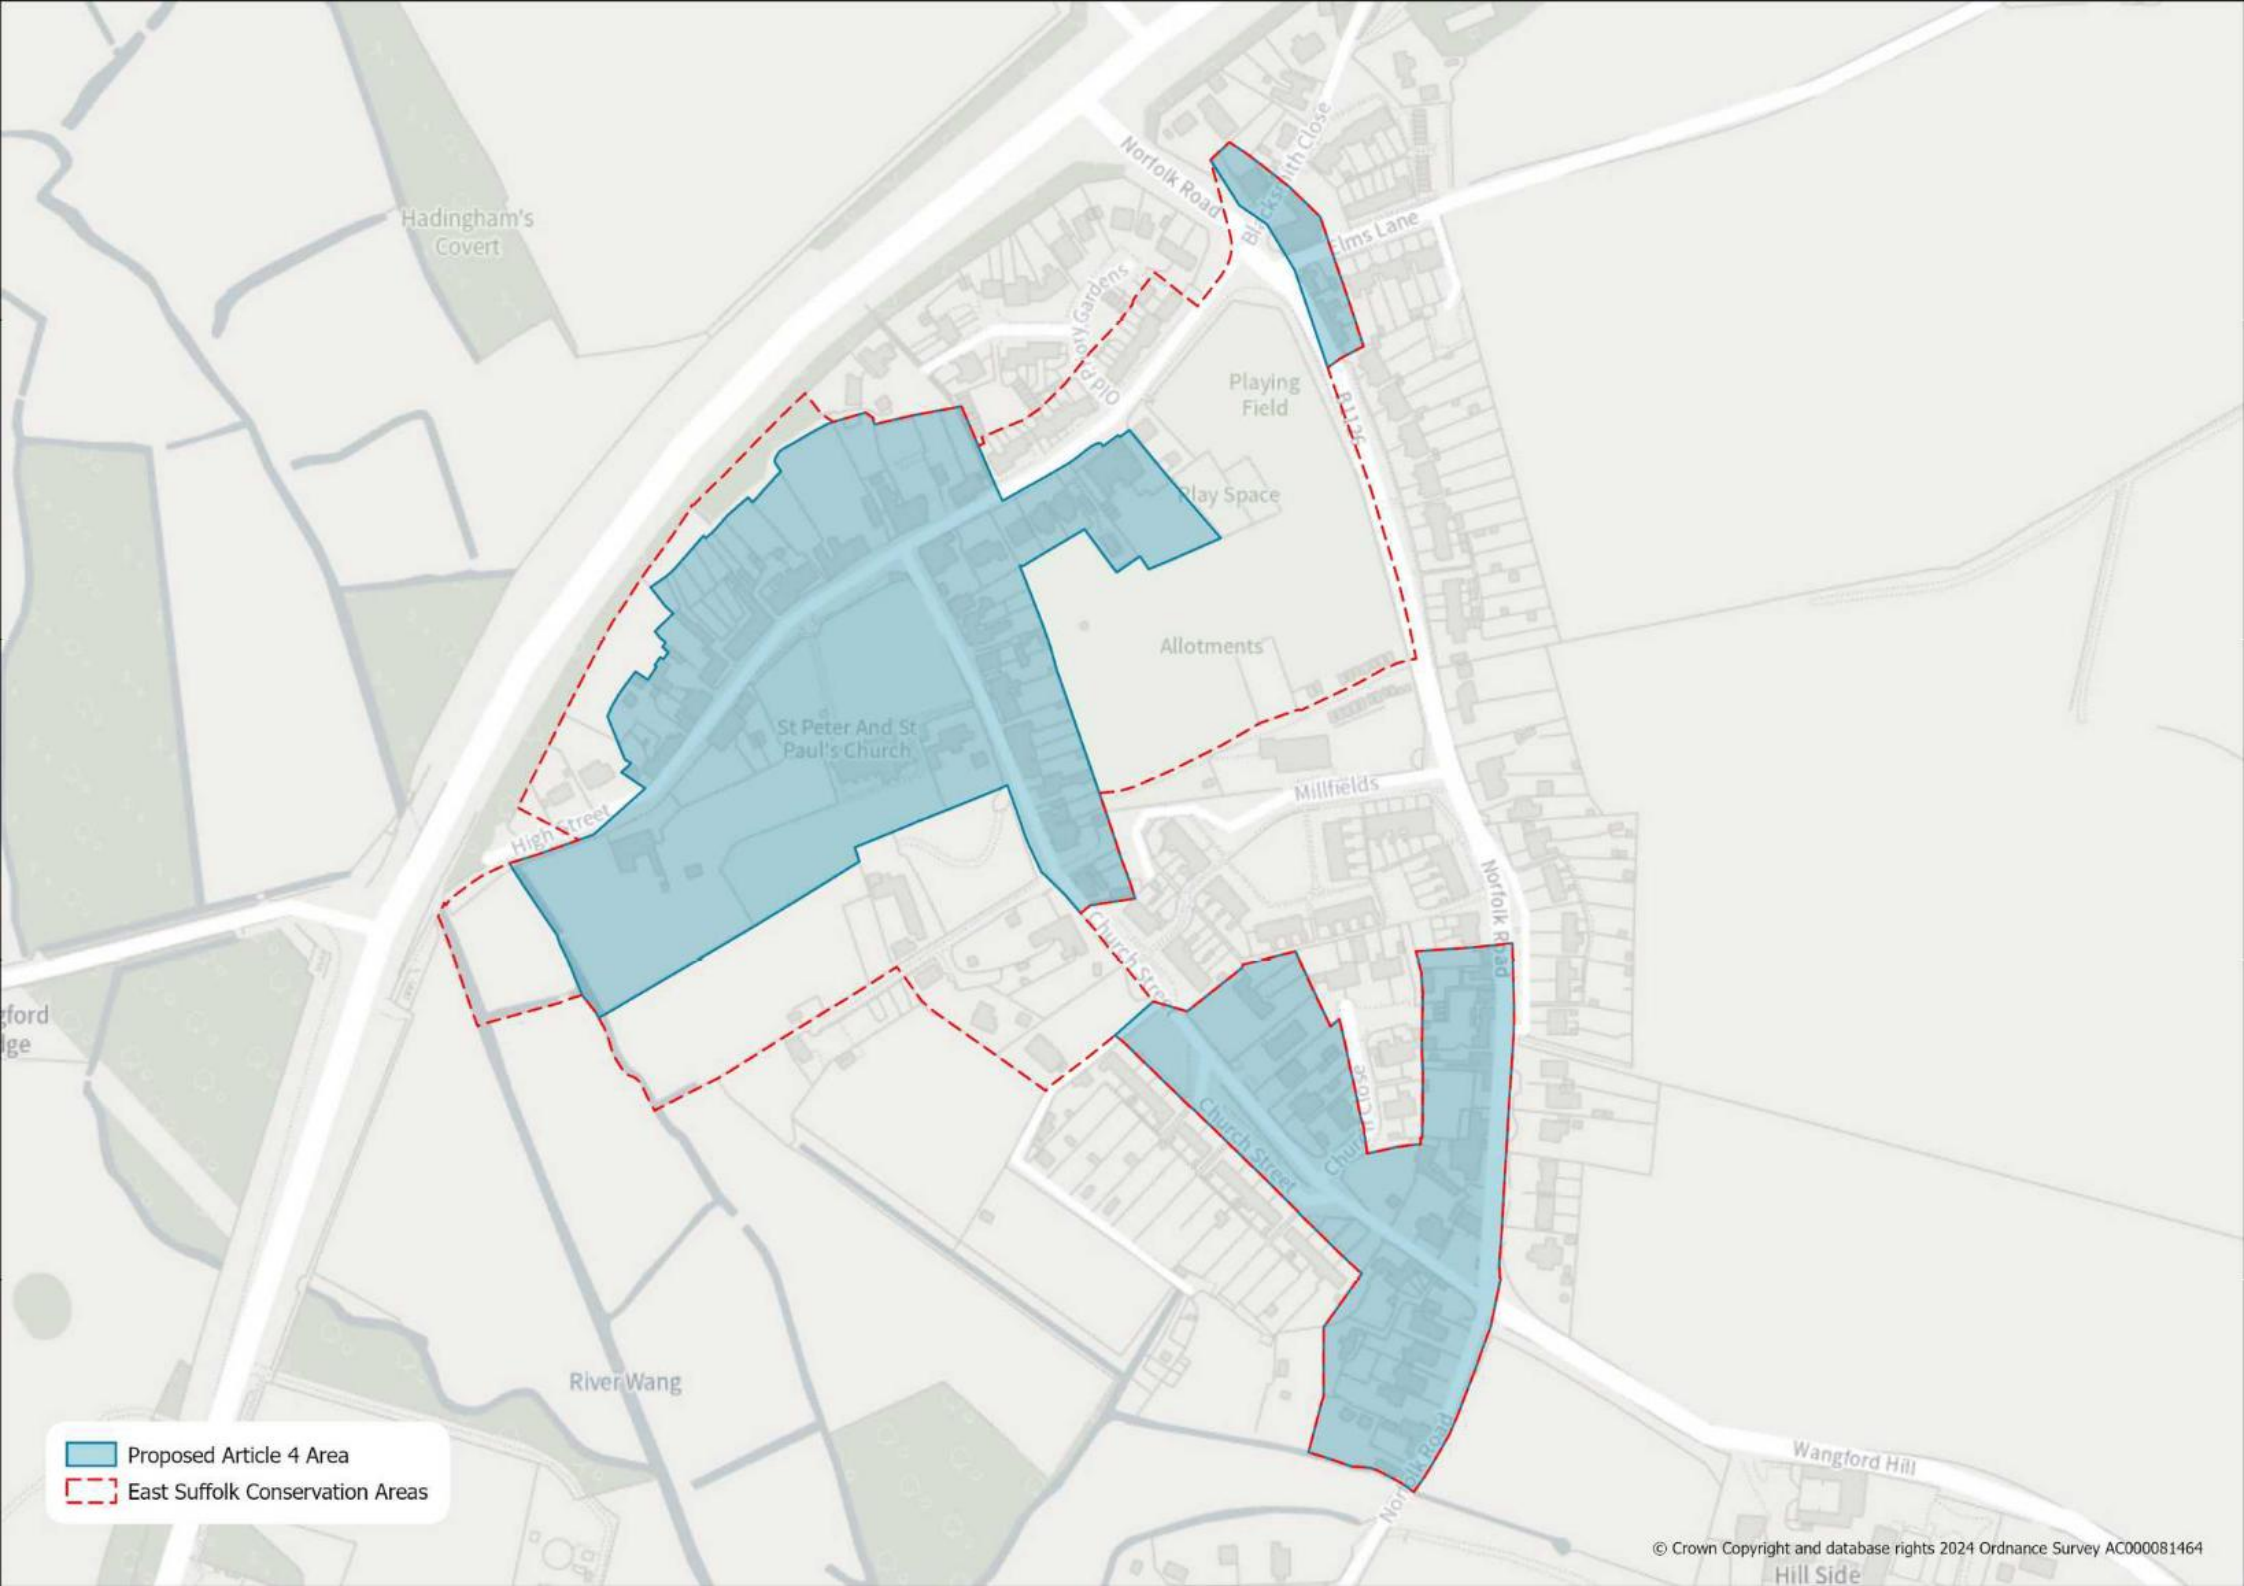 Norfolk Road
Blacksmith Close
Hadingham's
Covert
Elms Lane
Old Priory Gardens
Playing
Field
B1126
Play Space
Allotments
St Peter And St
Paul's Church
Millfields
High Street
Norfolk Road
Church Street
gford
dge
Church Close
Church Street
River Wang
Norfolk Road
Proposed Article 4 Area
East Suffolk Conservation Areas
Wangford Hill
© Crown Copyright and database rights 2024 Ordnance Survey AC000081464
Hill Side